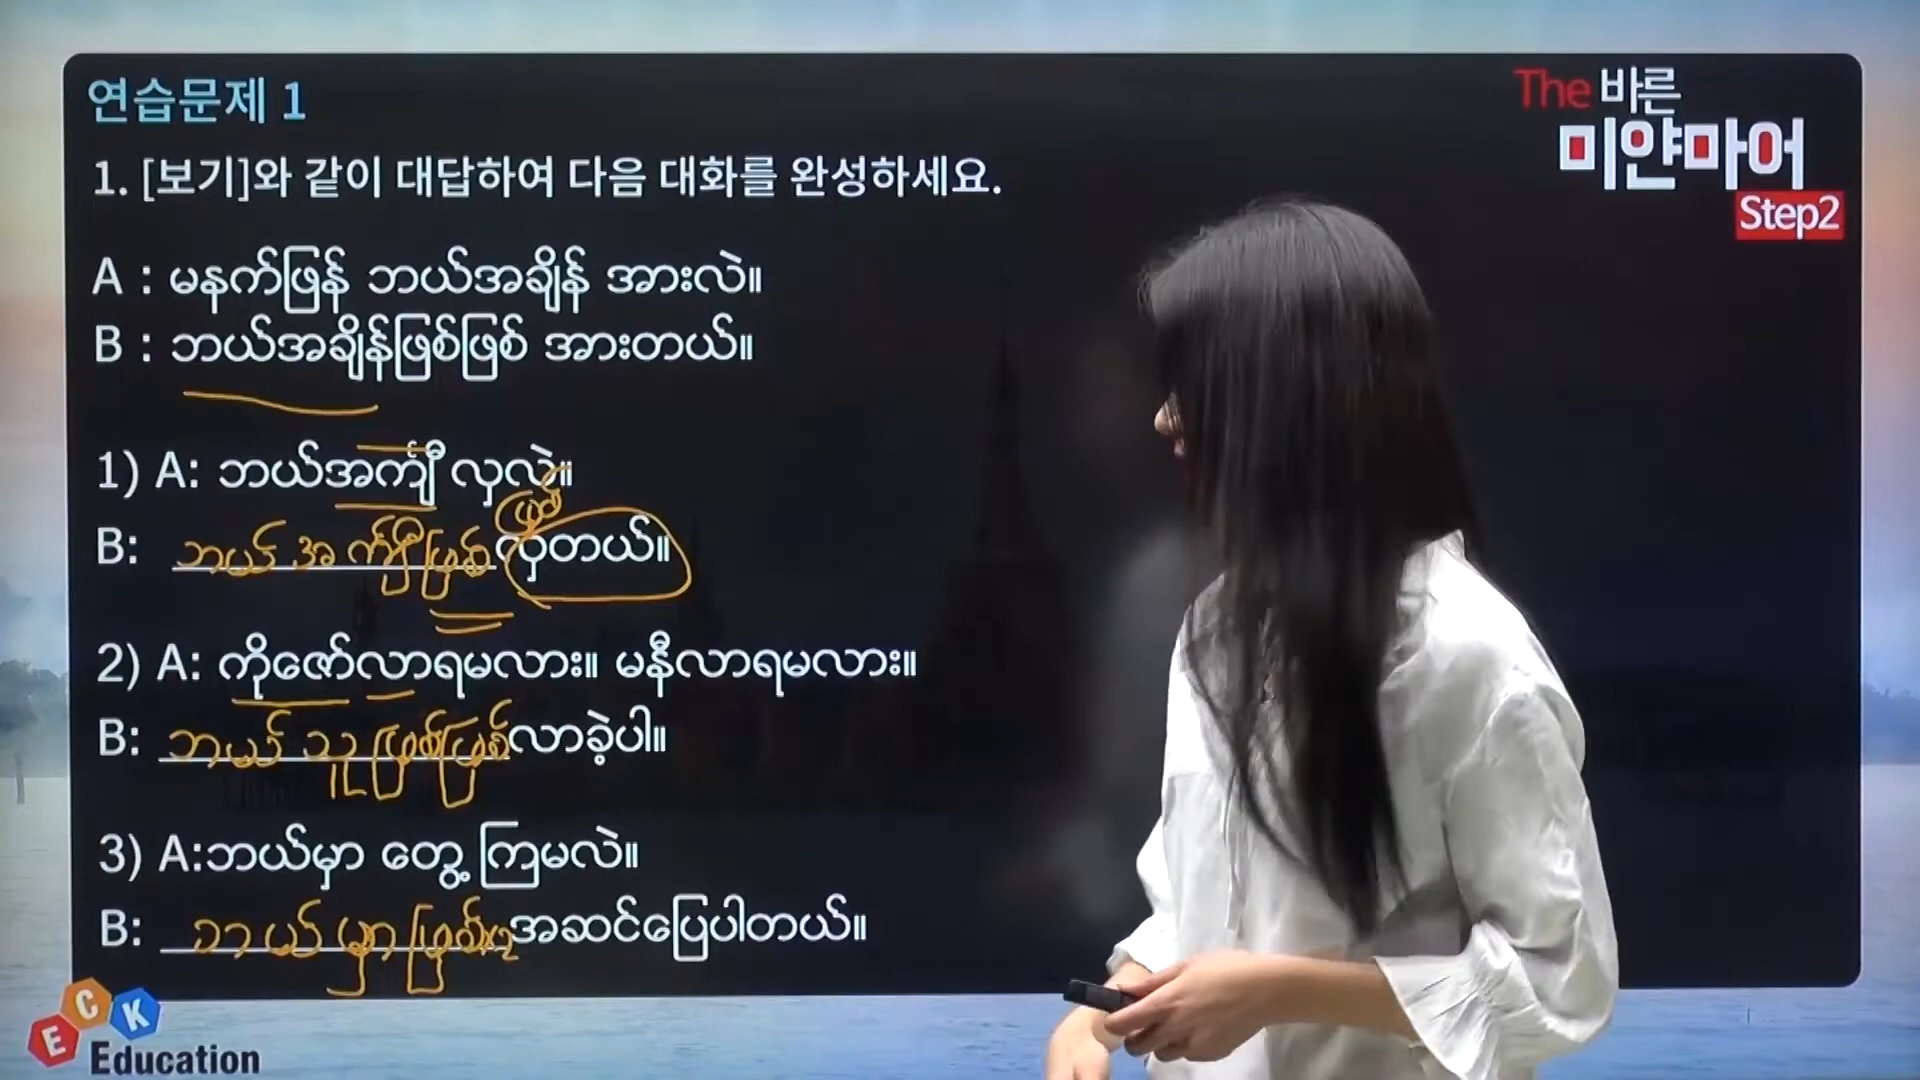 연습문제 1
The 바른
미얀마어
Step2
1. [보기]와 같이 대답하여 다음 대화를 완성하세요.
A : မနက်ဖြန် ဘယ်အချိန် အားလဲ။
B : ဘယ်အချိန်ဖြစ်ဖြစ် အားတယ်။
1) A: ဘယ်အင်္ကျီ လှလဲ။
B: ဘယ် အင်္ကျီဖြစ်ဖြစ် လှတယ်။
2) A: ကိုဇော်လာရမလား။ မနီလာရမလား။
B: ဘယ် သူ ဖြစ်ဖြစ်လာခဲ့ပါ။
3) A:ဘယ်မှာ တွေ့ ကြမလဲ။
B: ဘယ် မှာ ဖြစ်အဆင်ပြေပါတယ်။
ECK
Education